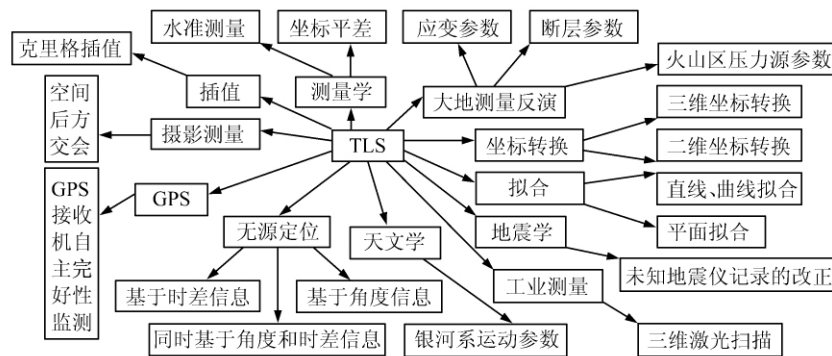 水准测量
坐标平差
应变参数
断层参数
克里格插值
火山区压力源参数
插值
测量学
大地测量反演
空间
后方
交会
三维坐标转换
摄影测量
TLS
坐标转换
二维坐标转换
GPS
接收
机自
主完
好性
监测
GPS
拟合
直线、曲线拟合
无源定位
天文学
地震学
平面拟合
工业测量
未知地震仪记录的改正
基于时差信息
基于角度信息
同时基于角度和时差信息
银河系运动参数
三维激光扫描